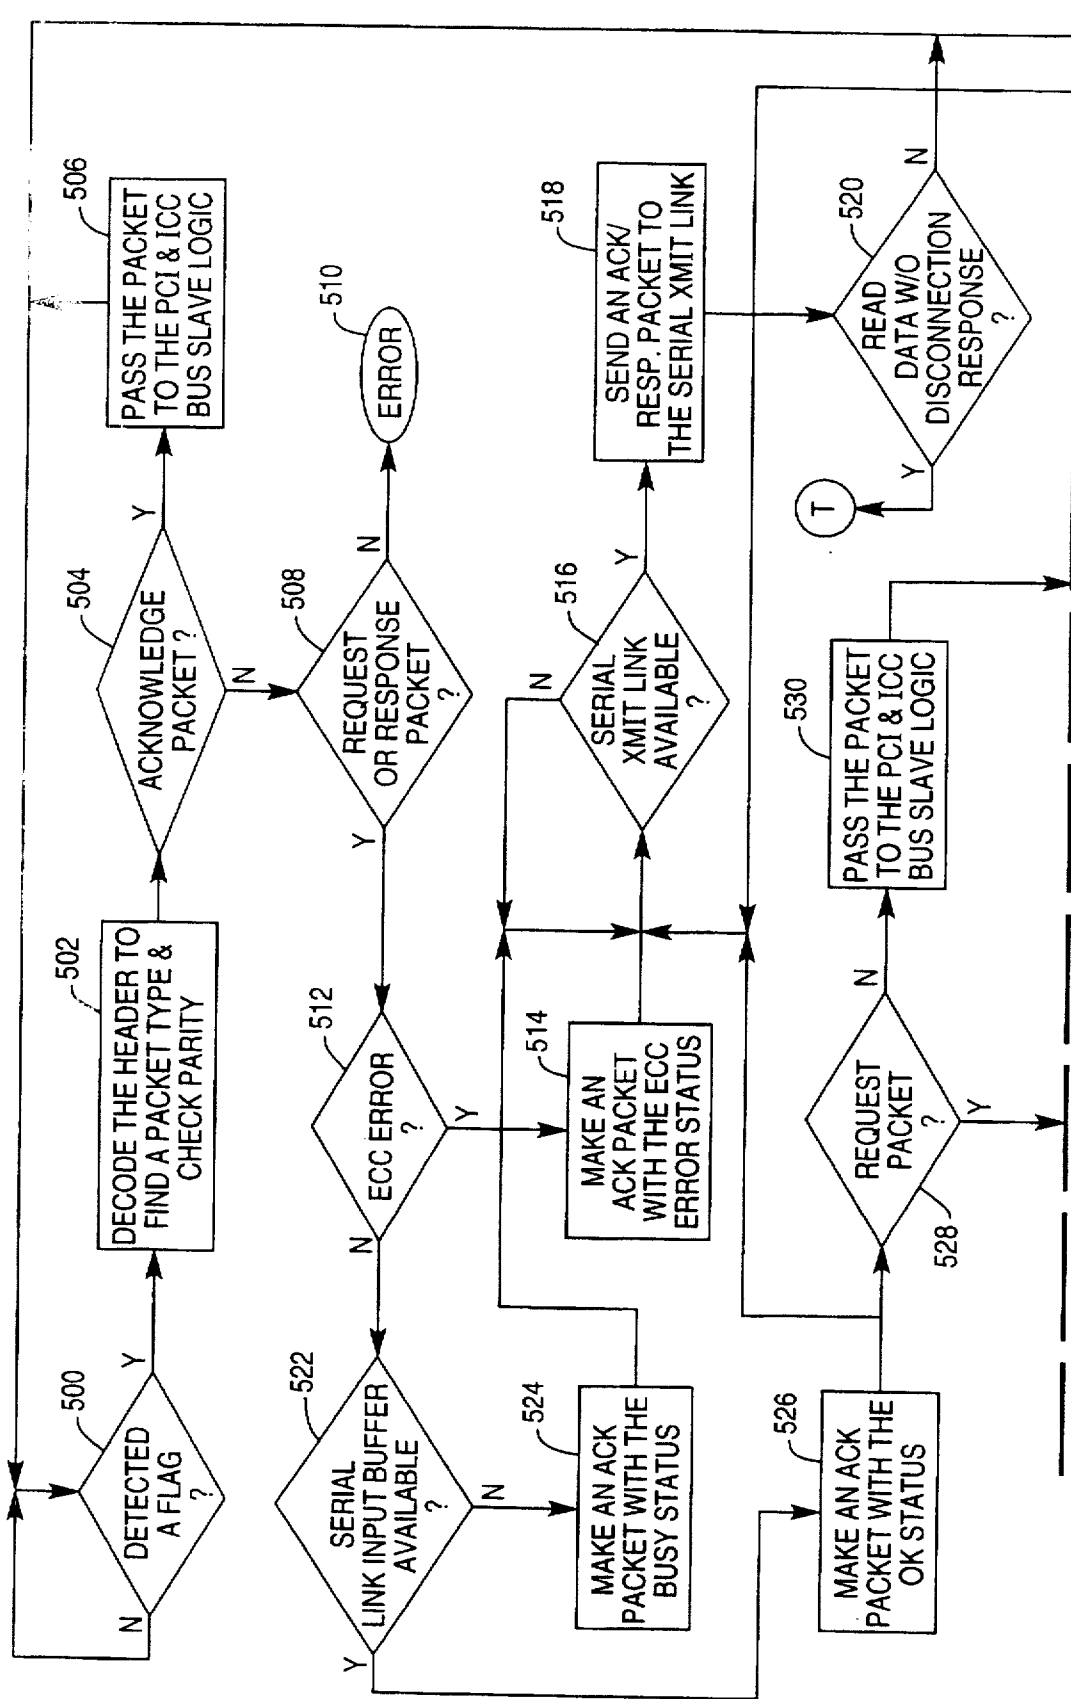 500
DETECTED
A FLAG
?
N
Y
502
DECODE THE HEADER TO
FIND A PACKET TYPE &
CHECK PARITY
504
ACKNOWLEDGE
PACKET ?
Y
N
506
PASS THE PACKET
TO THE PCI & ICC
BUS SLAVE LOGIC
508
REQUEST
OR RESPONSE
PACKET
?
N
Y
510
ERROR
512
ECC ERROR
?
N
Y
514
MAKE AN
ACK PACKET
WITH THE ECC
ERROR STATUS
516
SERIAL
XMIT LINK
AVAILABLE
?
N
Y
518
SEND AN ACK/
RESP. PACKET TO
THE SERIAL XMIT LINK
520
READ
DATA W/O
DISCONNECTION
RESPONSE
?
N
Y
T
522
SERIAL
LINK INPUT BUFFER
AVAILABLE
?
N
Y
524
MAKE AN ACK
PACKET WITH THE
BUSY STATUS
526
MAKE AN ACK
PACKET WITH THE
OK STATUS
528
REQUEST
PACKET
?
N
Y
530
PASS THE PACKET
TO THE PCI & ICC
BUS SLAVE LOGIC